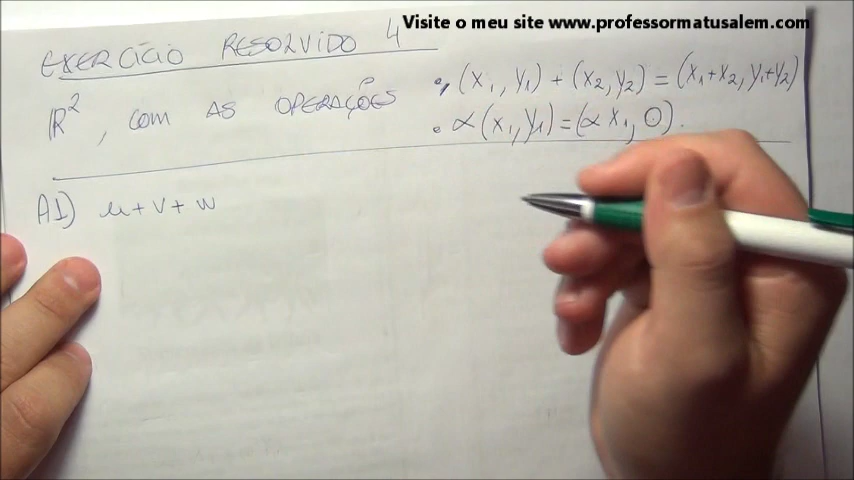 Visite o meu site www.professormatusalem.com
EXERCÍCIO RESOLVIDO 4
R², COM AS OPERAÇÕES • (x₁, y₁) + (x₂, y₂) = (x₁+x₂, y₁+y₂)
• α(x₁, y₁) = (αx₁, 0).
A1) u + v + w